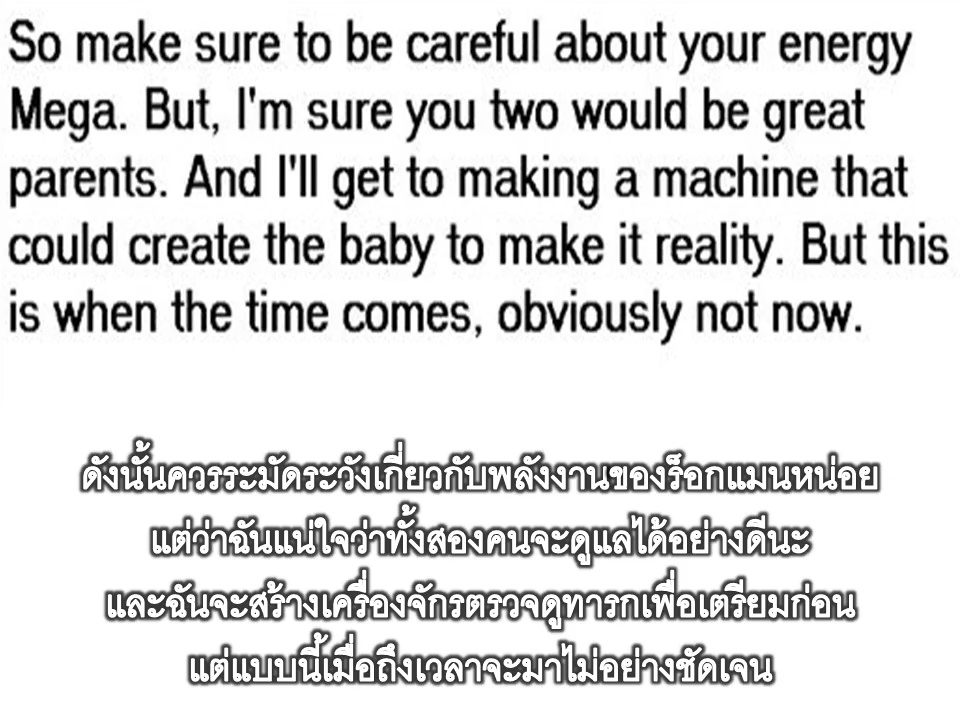 So make sure to be careful about your energy
Mega. But, I'm sure you two would be great
parents. And I'll get to making a machine that
could create the baby to make it reality. But this
is when the time comes, obviously not now.
ดังนั้นควรระมัดระวังเกี่ยวกับพลังงานของร็อกแมนหน่อย
แต่ว่าฉันแน่ใจว่าทั้งสองคนจะดูแลได้อย่างดีนะ
และฉันจะสร้างเครื่องจักรตรวจดูทารกเพื่อเตรียมก่อน
แต่แบบนี้เมื่อถึงเวลาจะมาไม่อย่างชัดเจน